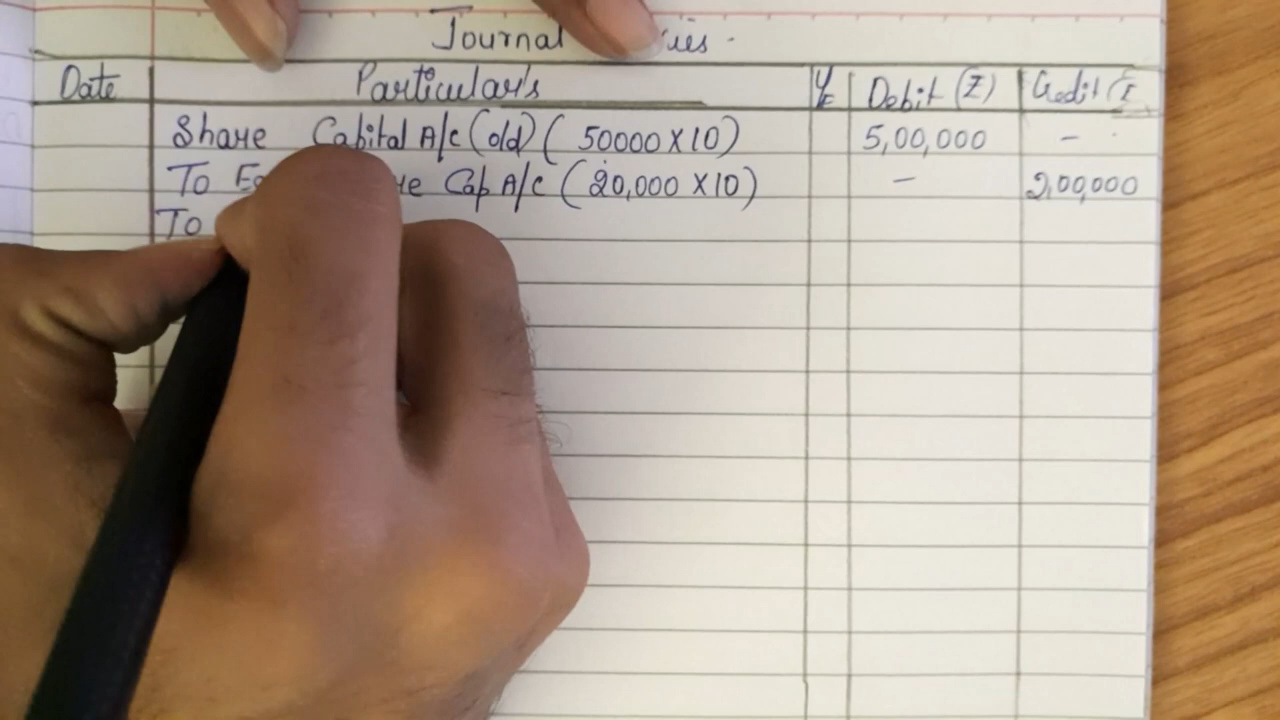 Journal
Date Particular's Debit (₹) Credit (₹
Share Capital A/c (old) ( 50000 X 10) 5,00,000 -
To Cap A/c ( 20,000 X 10) - 2,00,000
To